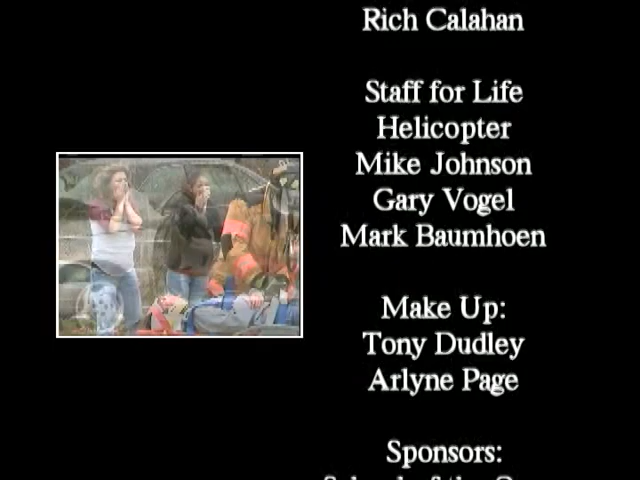 Rich Calahan
Staff for Life
Helicopter
Mike Johnson
Gary Vogel
Mark Baumhoen
Make Up:
Tony Dudley
Arlyne Page
Sponsors: